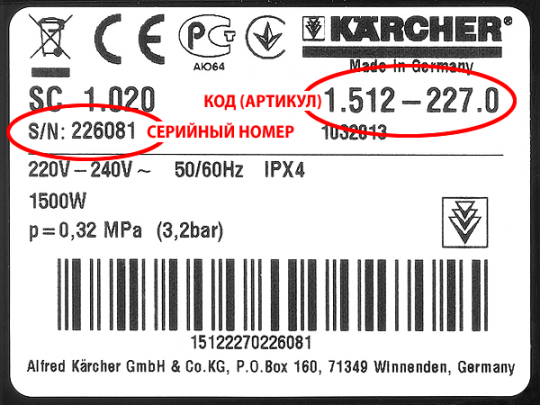 KÄRCHER
АЮ64
Made in Germany
SC 1.020 КОД (АРТИКУЛ) 1.512-227.0
S/N: 226081 СЕРИЙНЫЙ НОМЕР 1032813
220V-240V~ 50/60Hz IPX4
1500W
p=0,32 MPa (3,2bar)
15122270226081
Alfred Kärcher GmbH & Co.KG, P.O.Box 160, 71349 Winnenden, Germany